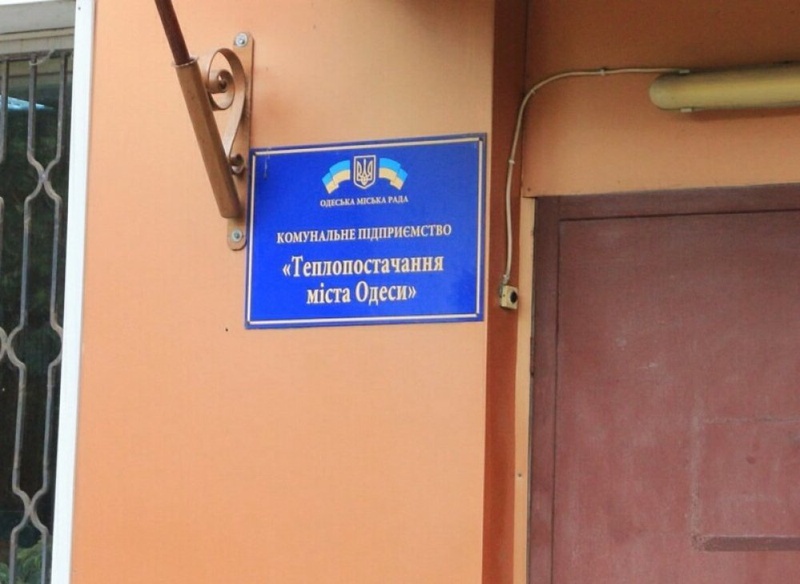 ОДЕСЬКА МІСЬКА РАДА
КОМУНАЛЬНЕ ПІДПРИЄМСТВО
«Теплопостачання
міста Одеси»